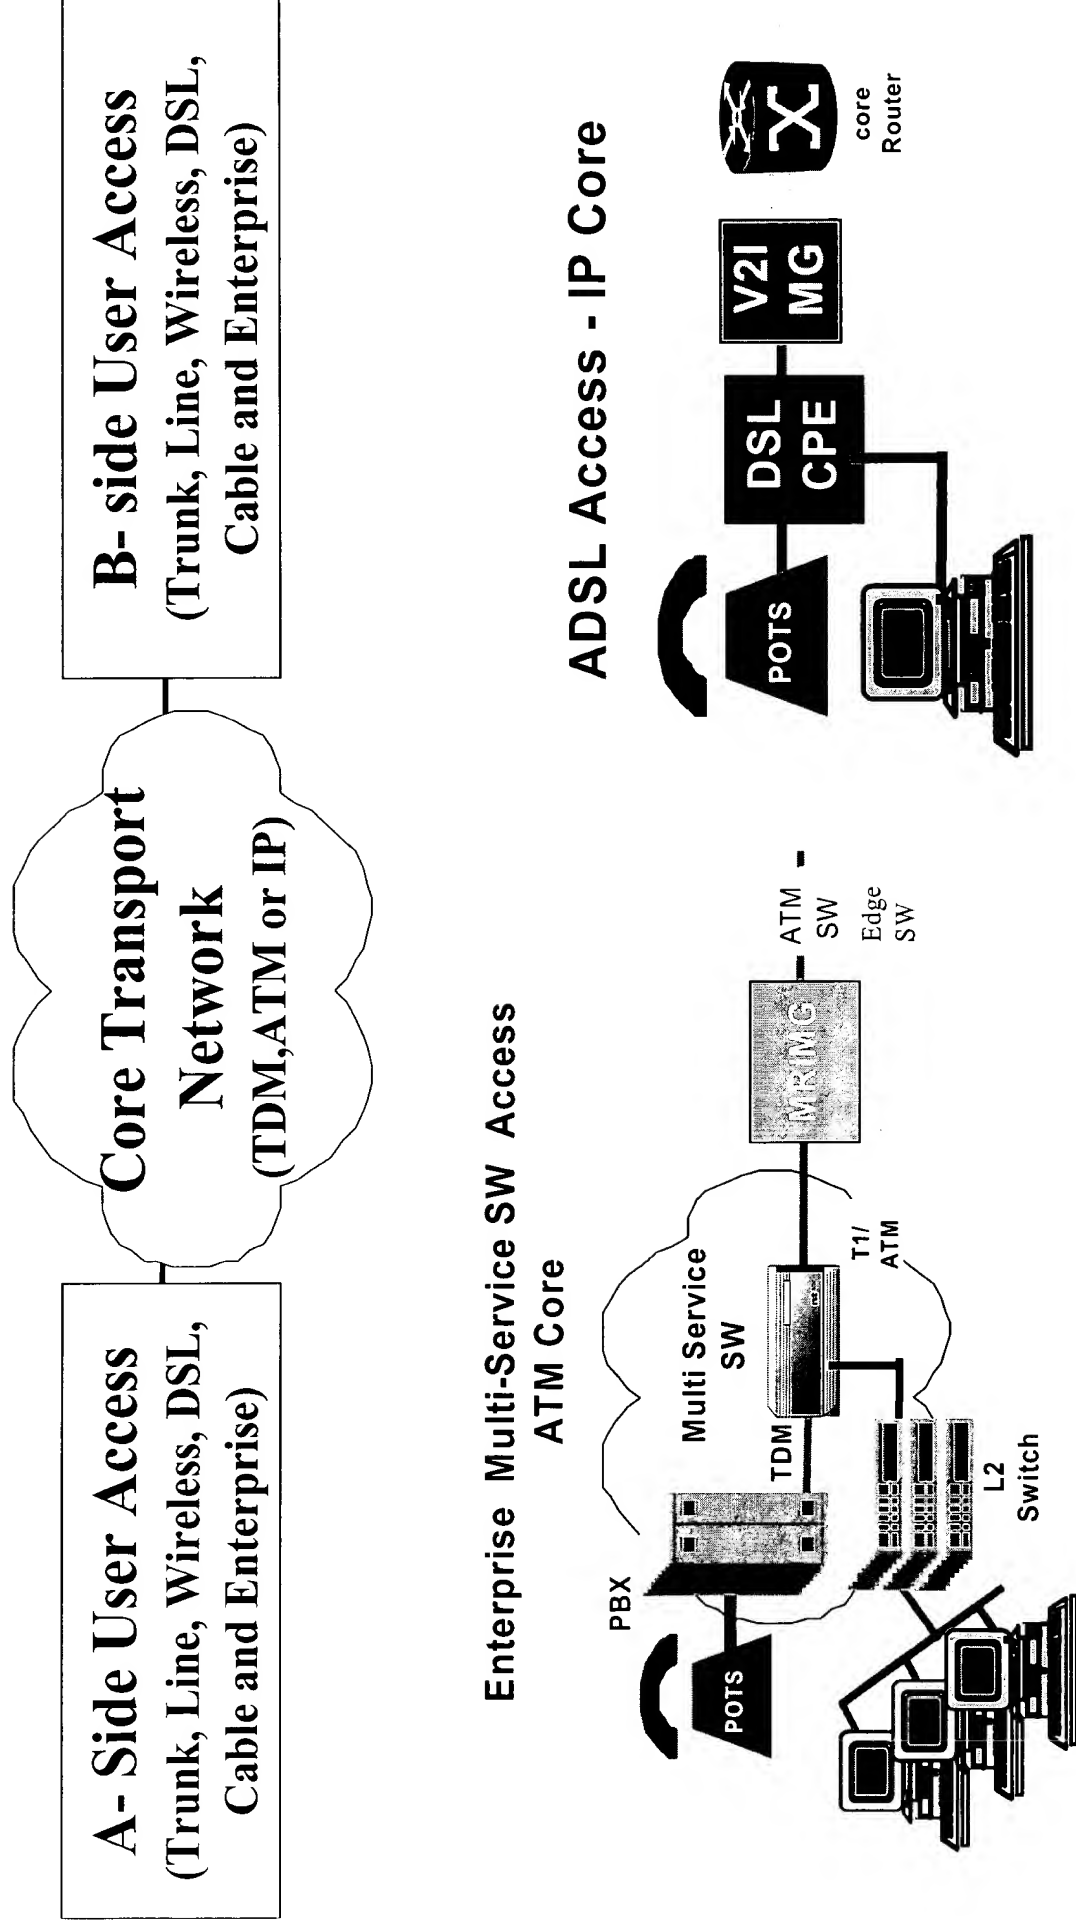 A- Side User Access
(Trunk, Line, Wireless, DSL,
Cable and Enterprise)
Core Transport
Network
(TDM,ATM or IP)
B- side User Access
(Trunk, Line, Wireless, DSL,
Cable and Enterprise)
Enterprise Multi-Service SW Access
ATM Core
POTS
PBX
TDM
Multi Service
SW
T1/
ATM
L2
Switch
MRIMG
ATM
SW
Edge
SW
ADSL Access - IP Core
POTS
DSL
CPE
V2I
MG
core
Router